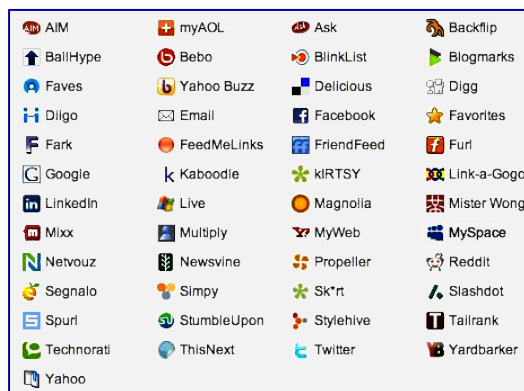 AIM myAOL Ask Backflip
BallHype Bebo BlinkList Blogmarks
Faves Yahoo Buzz Delicious Digg
Diigo Email Facebook Favorites
Fark FeedMeLinks FriendFeed Furl
Google Kaboodle kIRTSY Link-a-Gogo
LinkedIn Live Magnolia Mister Wong
Mixx Multiply MyWeb MySpace
Netvouz Newsvine Propeller Reddit
Segnalo Simpy Sk*rt Slashdot
Spurl StumbleUpon Stylehive Tailrank
Technorati ThisNext Twitter Yardbarker
Yahoo